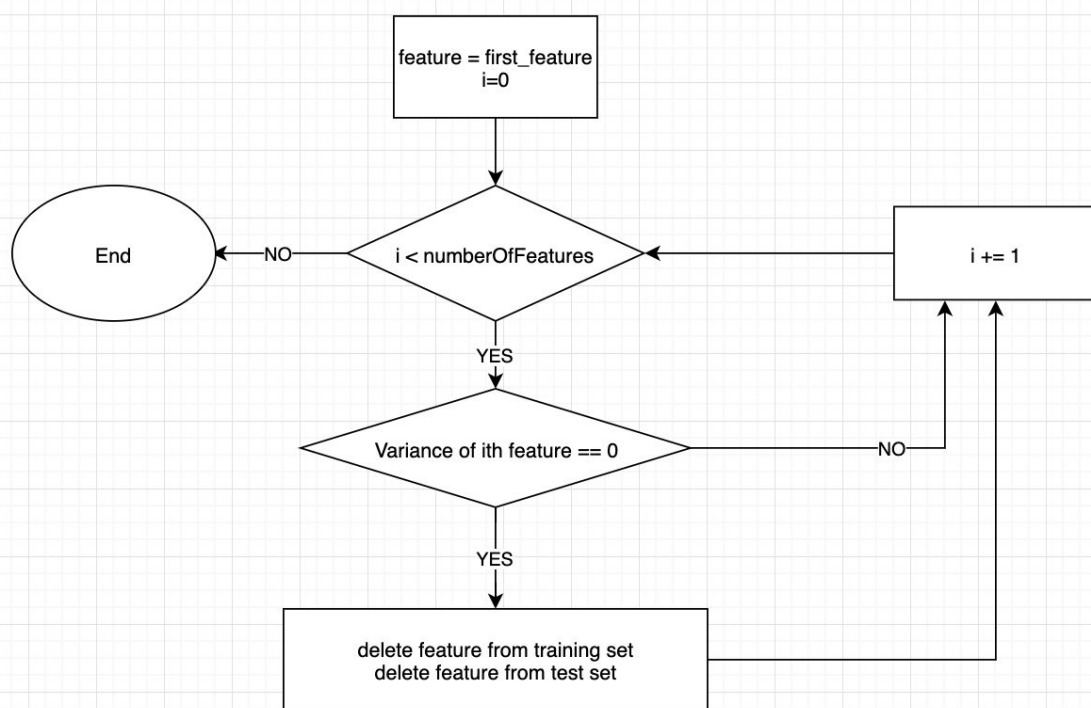 feature = first_feature
i=0
End
NO
i < numberOfFeatures
i += 1
YES
Variance of ith feature == 0
NO
YES
delete feature from training set
delete feature from test set